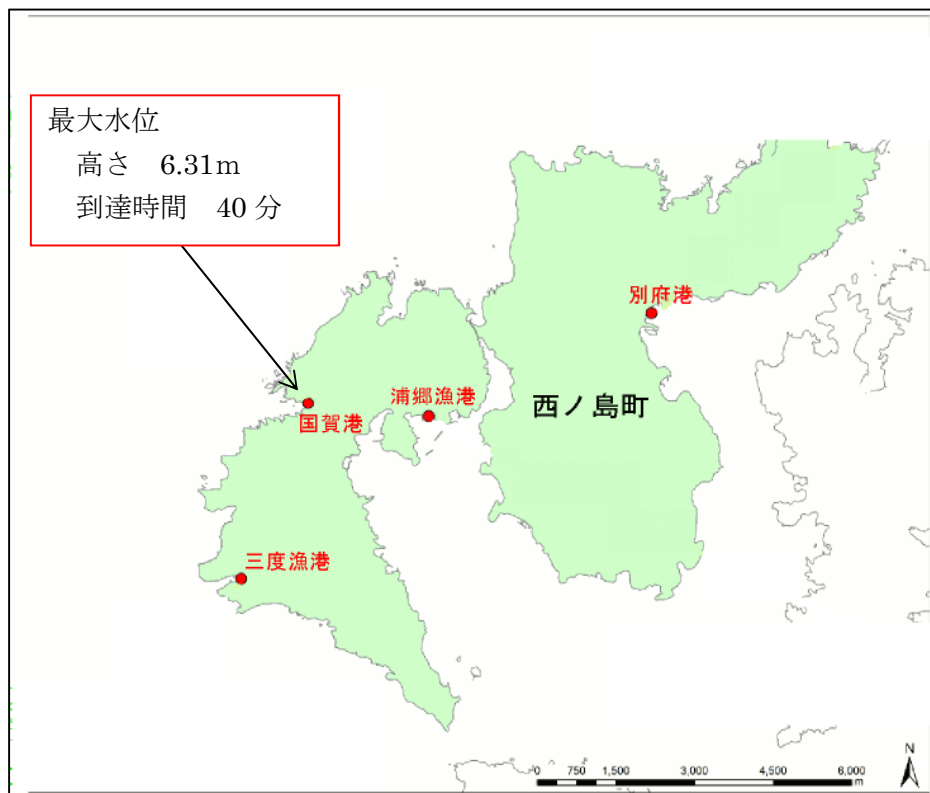 最大水位
高さ 6.31m
到達時間 40分
別府港
浦郷漁港
西ノ島町
国賀港
三度漁港
N
0 750 1,500 3,000 4,500 6,000
m